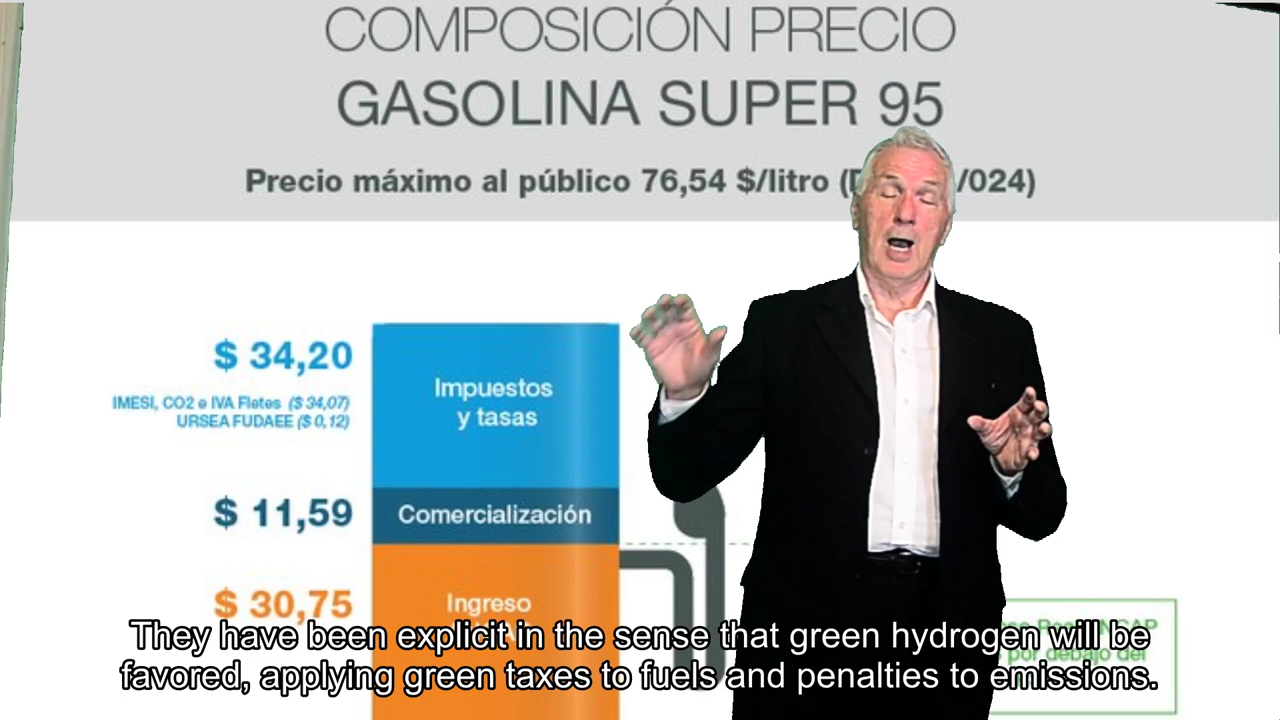 COMPOSICIÓN PRECIO
GASOLINA SUPER 95
Precio máximo al público 76,54 $/litro ( /024)
$ 34,20
Impuestos
y tasas
IMESI, CO2 e IVA Fletes ($ 34,07)
URSEA FUDAEE ($ 0,12)
$ 11,59
Comercialización
$ 30,75
Ingreso
They have been explicit in the sense that green hydrogen will be
favored, applying green taxes to fuels and penalties to emissions.
por debajo del